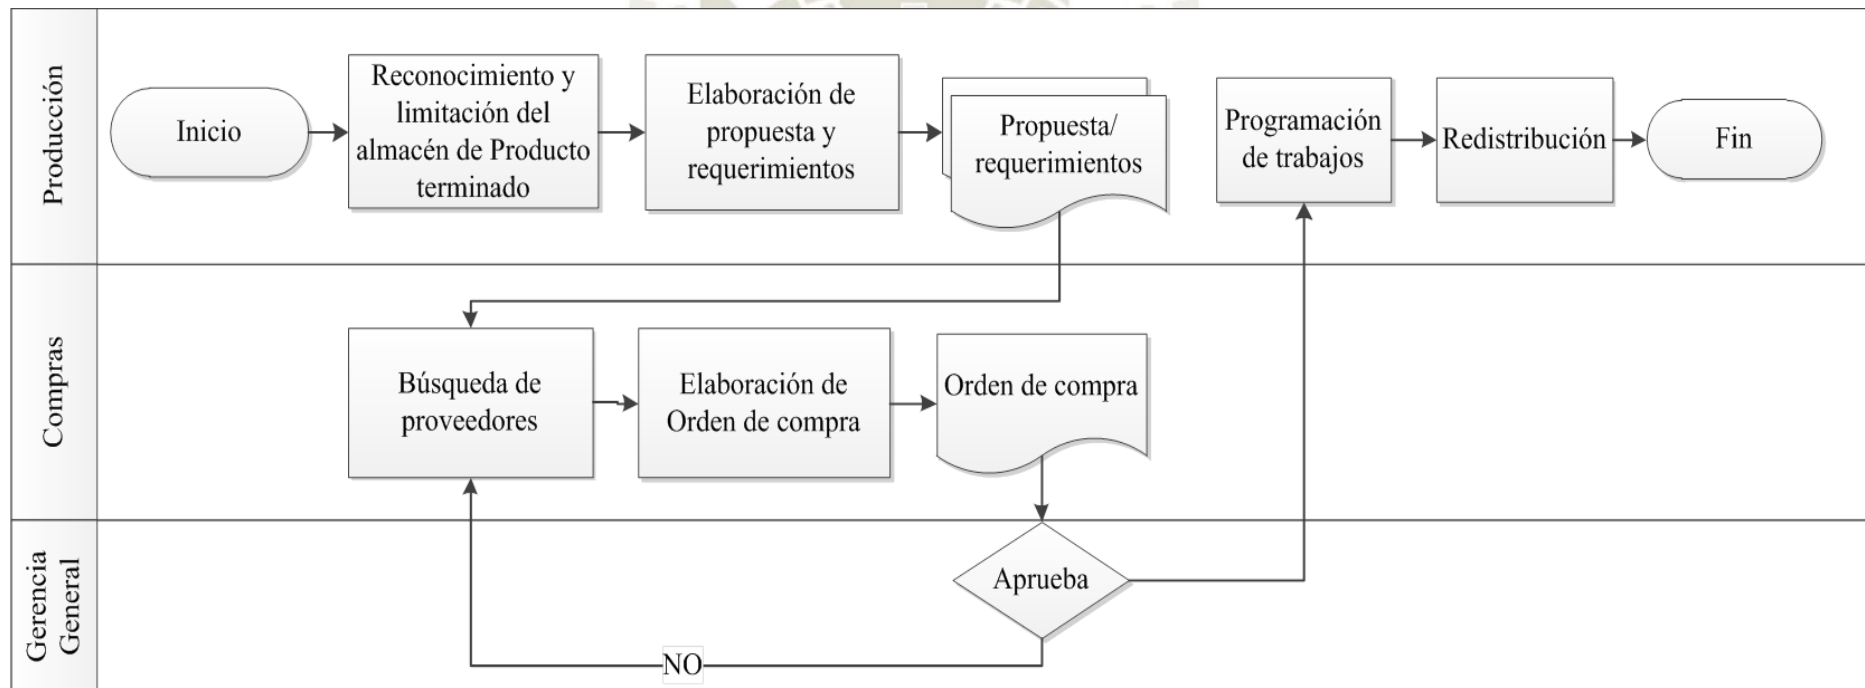 Producción
Inicio
Reconocimiento y
limitación del
almacén de Producto
terminado
Elaboración de
propuesta y
requerimientos
Propuesta/
requerimientos
Programación
de trabajos
Redistribución
Fin
Compras
Búsqueda de
proveedores
Elaboración de
Orden de compra
Orden de compra
Gerencia
General
Aprueba
NO